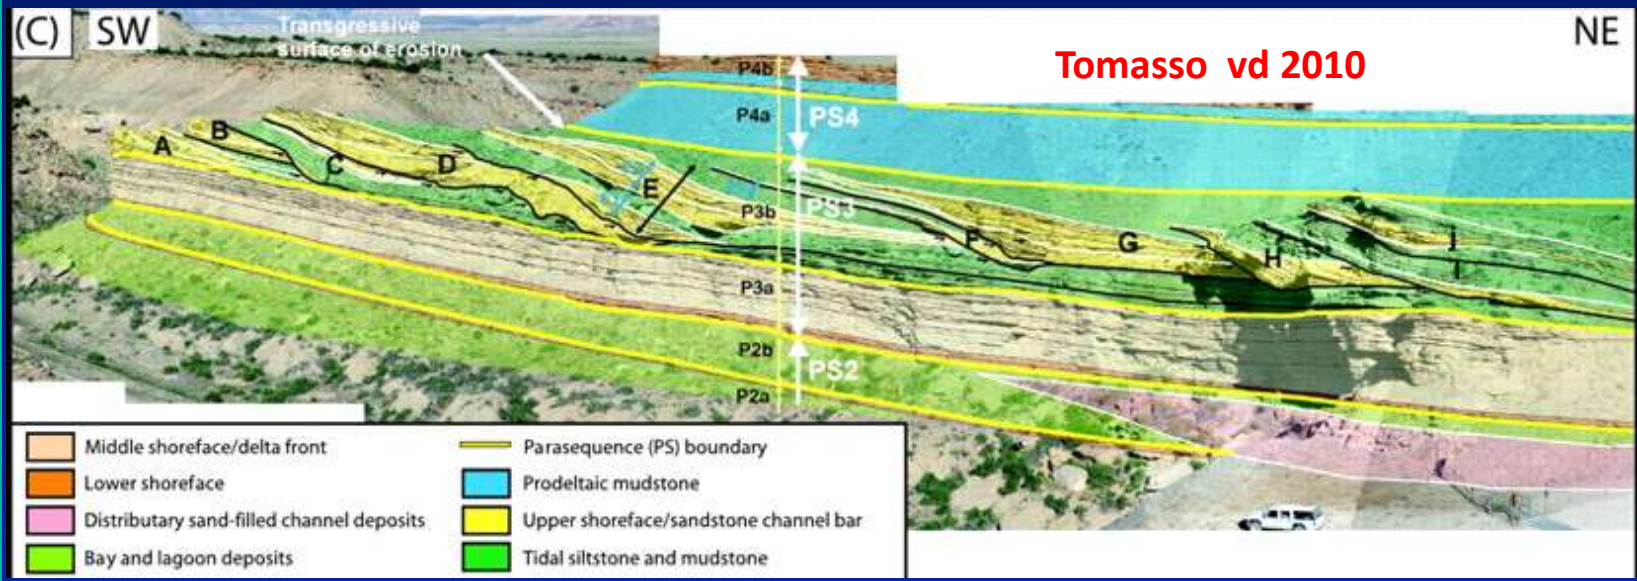 (C) SW
Transgressive
surface of erosion
Tomasso vd 2010
NE
P4b
P4a
PS4
A
B
C
D
E
P3b
PS3
F
G
H
I
J
P3a
P2b
PS2
P2a
Middle shoreface/delta front
Lower shoreface
Distributary sand-filled channel deposits
Bay and lagoon deposits
Parasequence (PS) boundary
Prodeltaic mudstone
Upper shoreface/sandstone channel bar
Tidal siltstone and mudstone